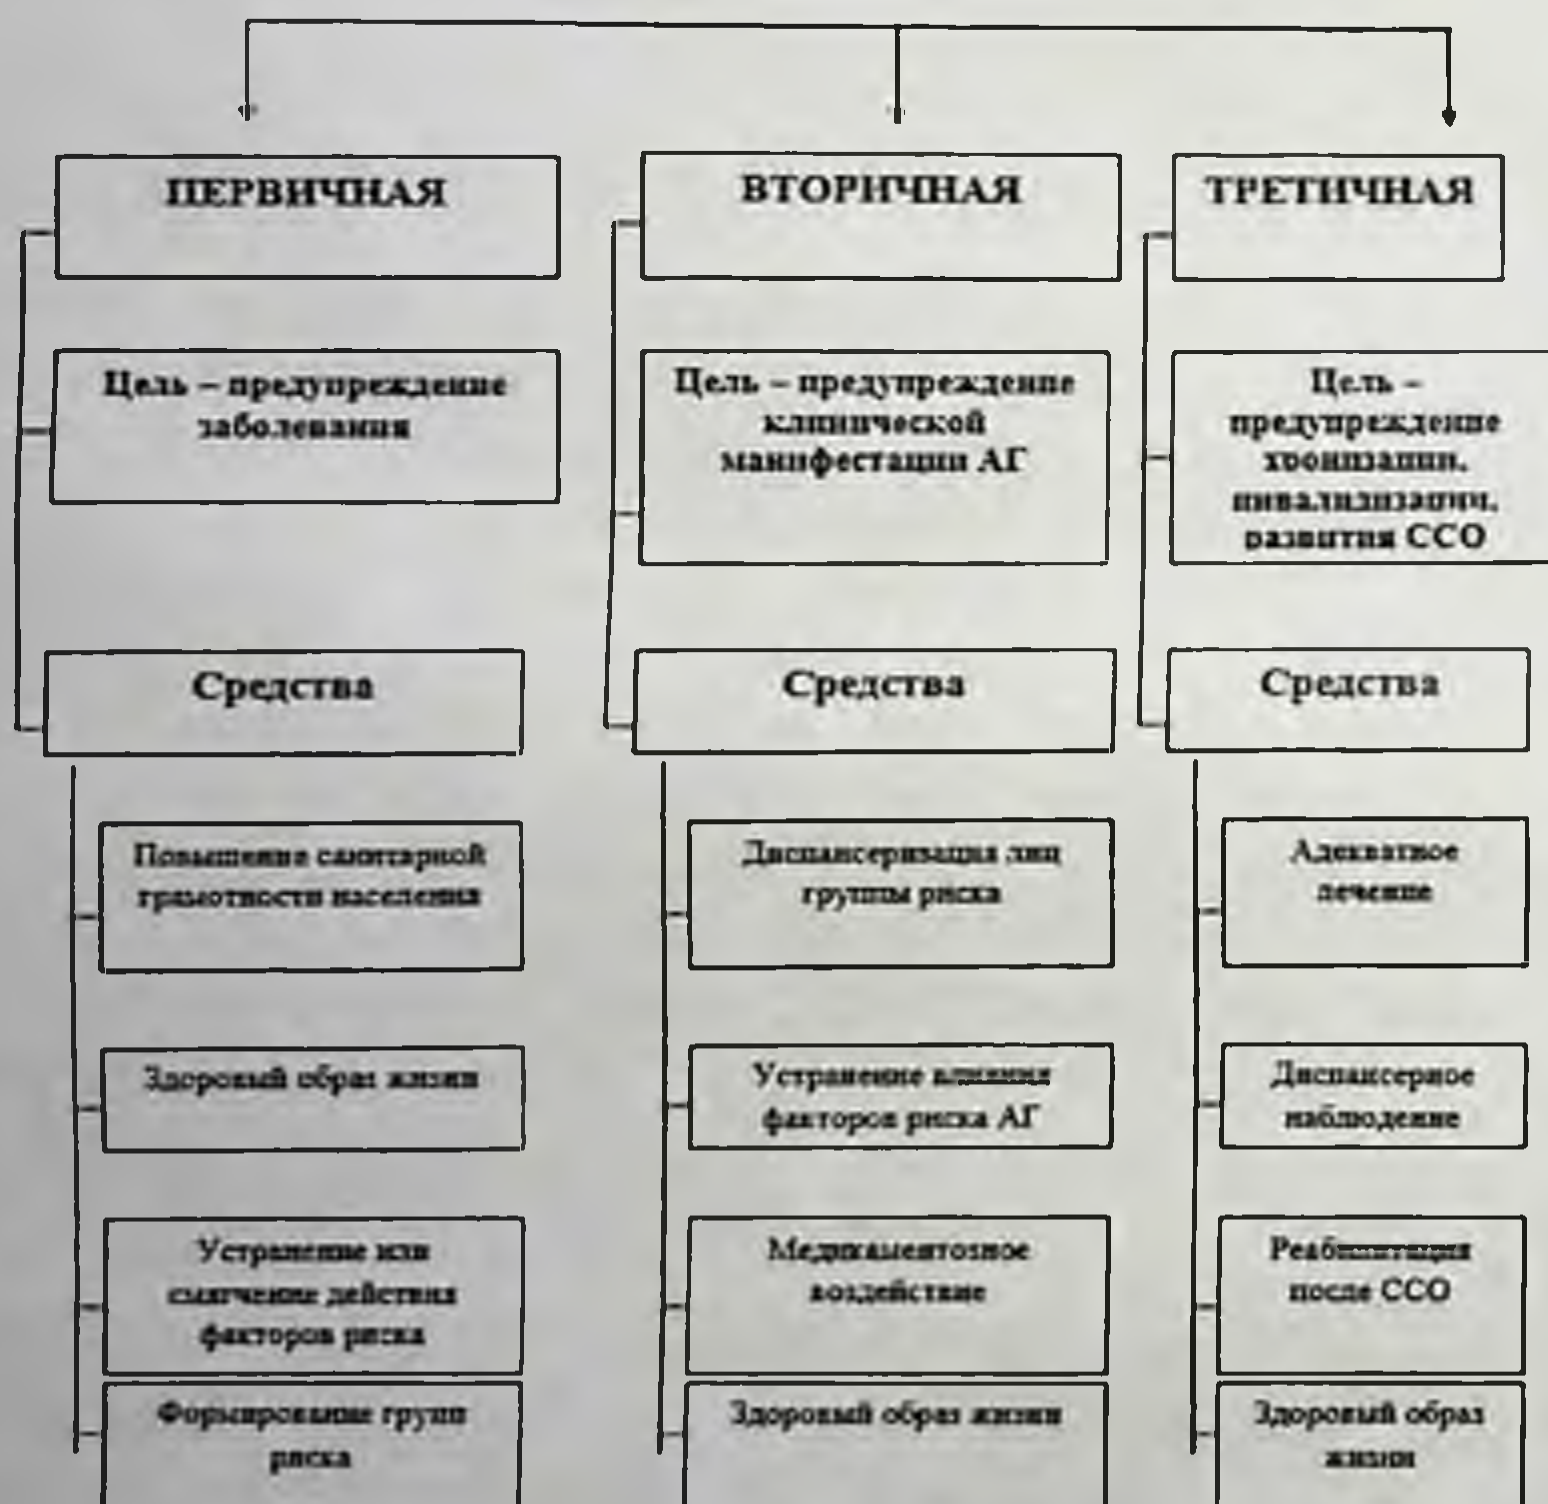 ПЕРВИЧНАЯ
Цель – предупреждение
заболевания
Средства
Повышение санитарной
грамотности населения
Здоровый образ жизни
Устранение или
смягчение действия
факторов риска
Формирование групп
риска
ВТОРИЧНАЯ
Цель – предупреждение
клинической
манифестации АГ
Средства
Диспансеризация лиц
группы риска
Устранение влияния
факторов риска АГ
Медикаментозное
воздействие
Здоровый образ жизни
ТРЕТИЧНАЯ
Цель –
предупреждение
хронизации,
инвалидизации,
развития ССО
Средства
Адекватное
лечение
Диспансерное
наблюдение
Реабилитация
после ССО
Здоровый образ
жизни